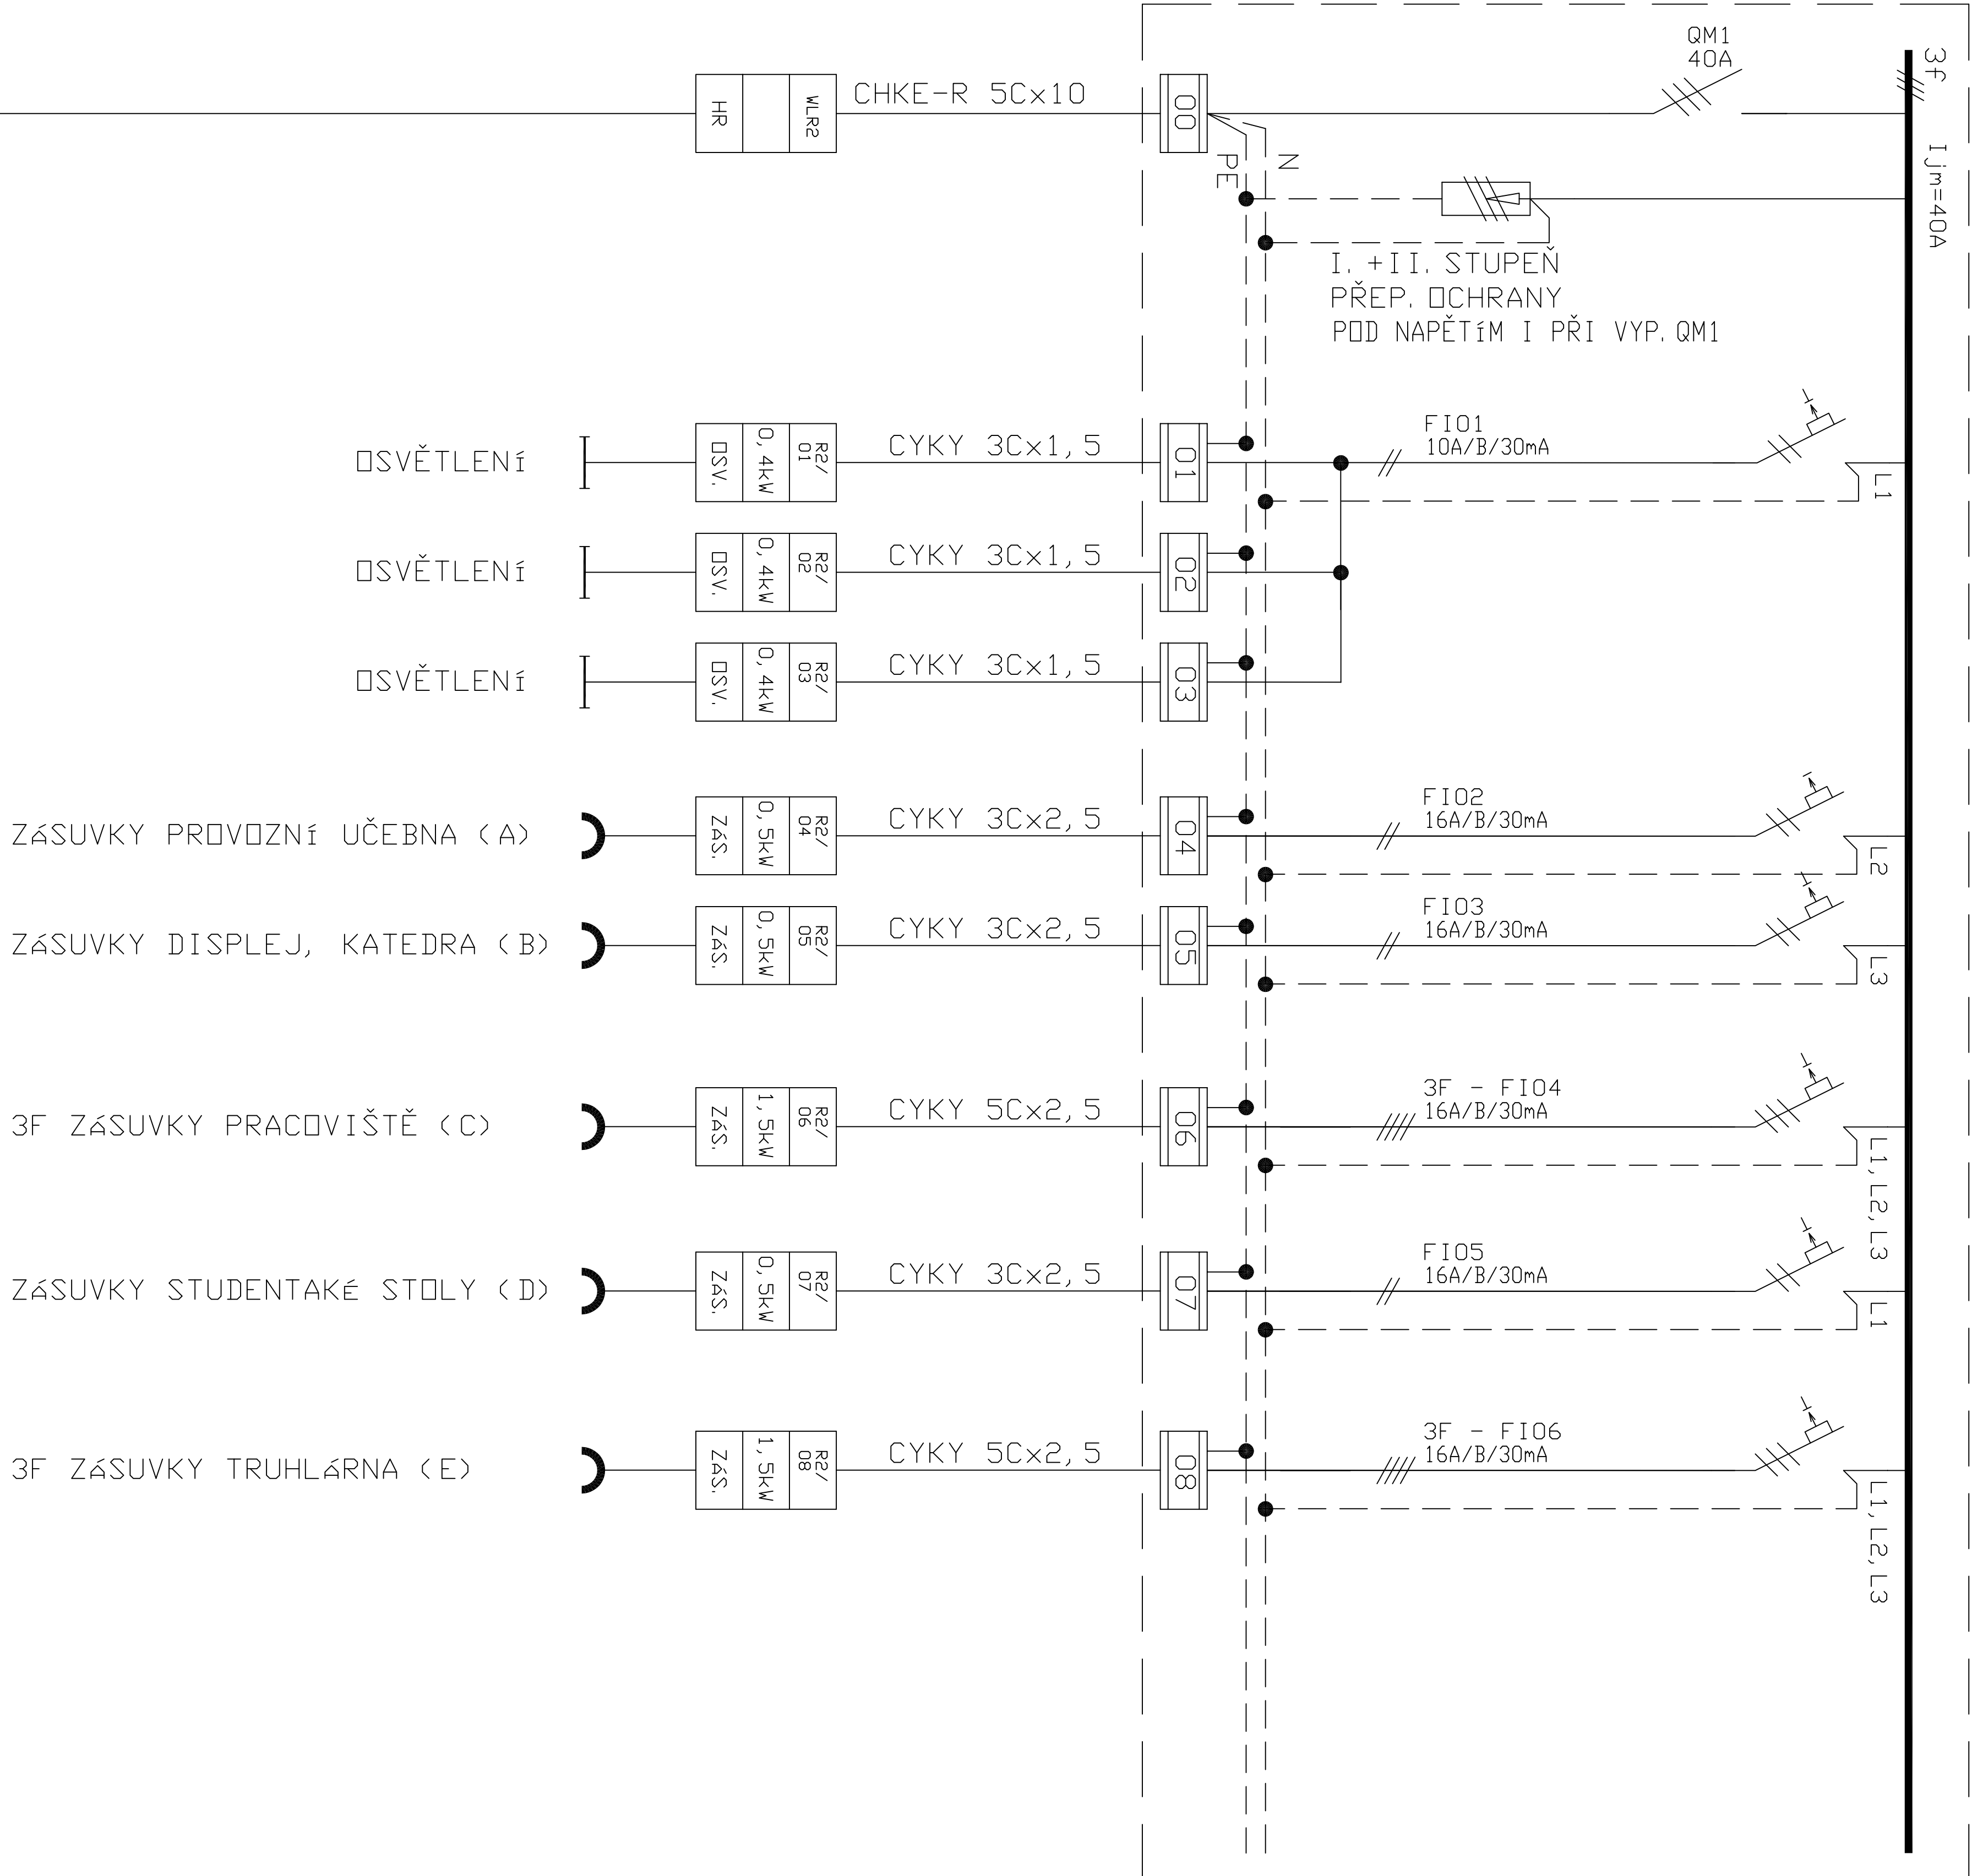 QM1
40A
3f
Ijm=40A
HR
WLR2
CHKE-R 5Cx10
00
PE
N
I. +II. STUPEŇ
PŘEP. OCHRANY
POD NAPĚTíM I PŘI VYP. QM1
OSVĚTLENí
OSV.
0,4kW
R2/
01
CYKY 3Cx1,5
01
FI01
10A/B/30mA
L1
OSVĚTLENí
OSV.
0,4kW
R2/
02
CYKY 3Cx1,5
02
OSVĚTLENí
OSV.
0,4kW
R2/
03
CYKY 3Cx1,5
03
ZáSUVKY PROVOZNí UČEBNA (A)
ZáS.
0,5kW
R2/
04
CYKY 3Cx2,5
04
FI02
16A/B/30mA
L2
ZáSUVKY DISPLEJ, KATEDRA (B)
ZáS.
0,5kW
R2/
05
CYKY 3Cx2,5
05
FI03
16A/B/30mA
L3
3F ZáSUVKY PRACOVIŠTĚ (C)
ZáS.
1,5kW
R2/
06
CYKY 5Cx2,5
06
3F - FI04
16A/B/30mA
L1,L2,L3
ZáSUVKY STUDENTAKé STOLY (D)
ZáS.
0,5kW
R2/
07
CYKY 3Cx2,5
07
FI05
16A/B/30mA
L1
3F ZáSUVKY TRUHLáRNA (E)
ZáS.
1,5kW
R2/
08
CYKY 5Cx2,5
08
3F - FI06
16A/B/30mA
L1,L2,L3